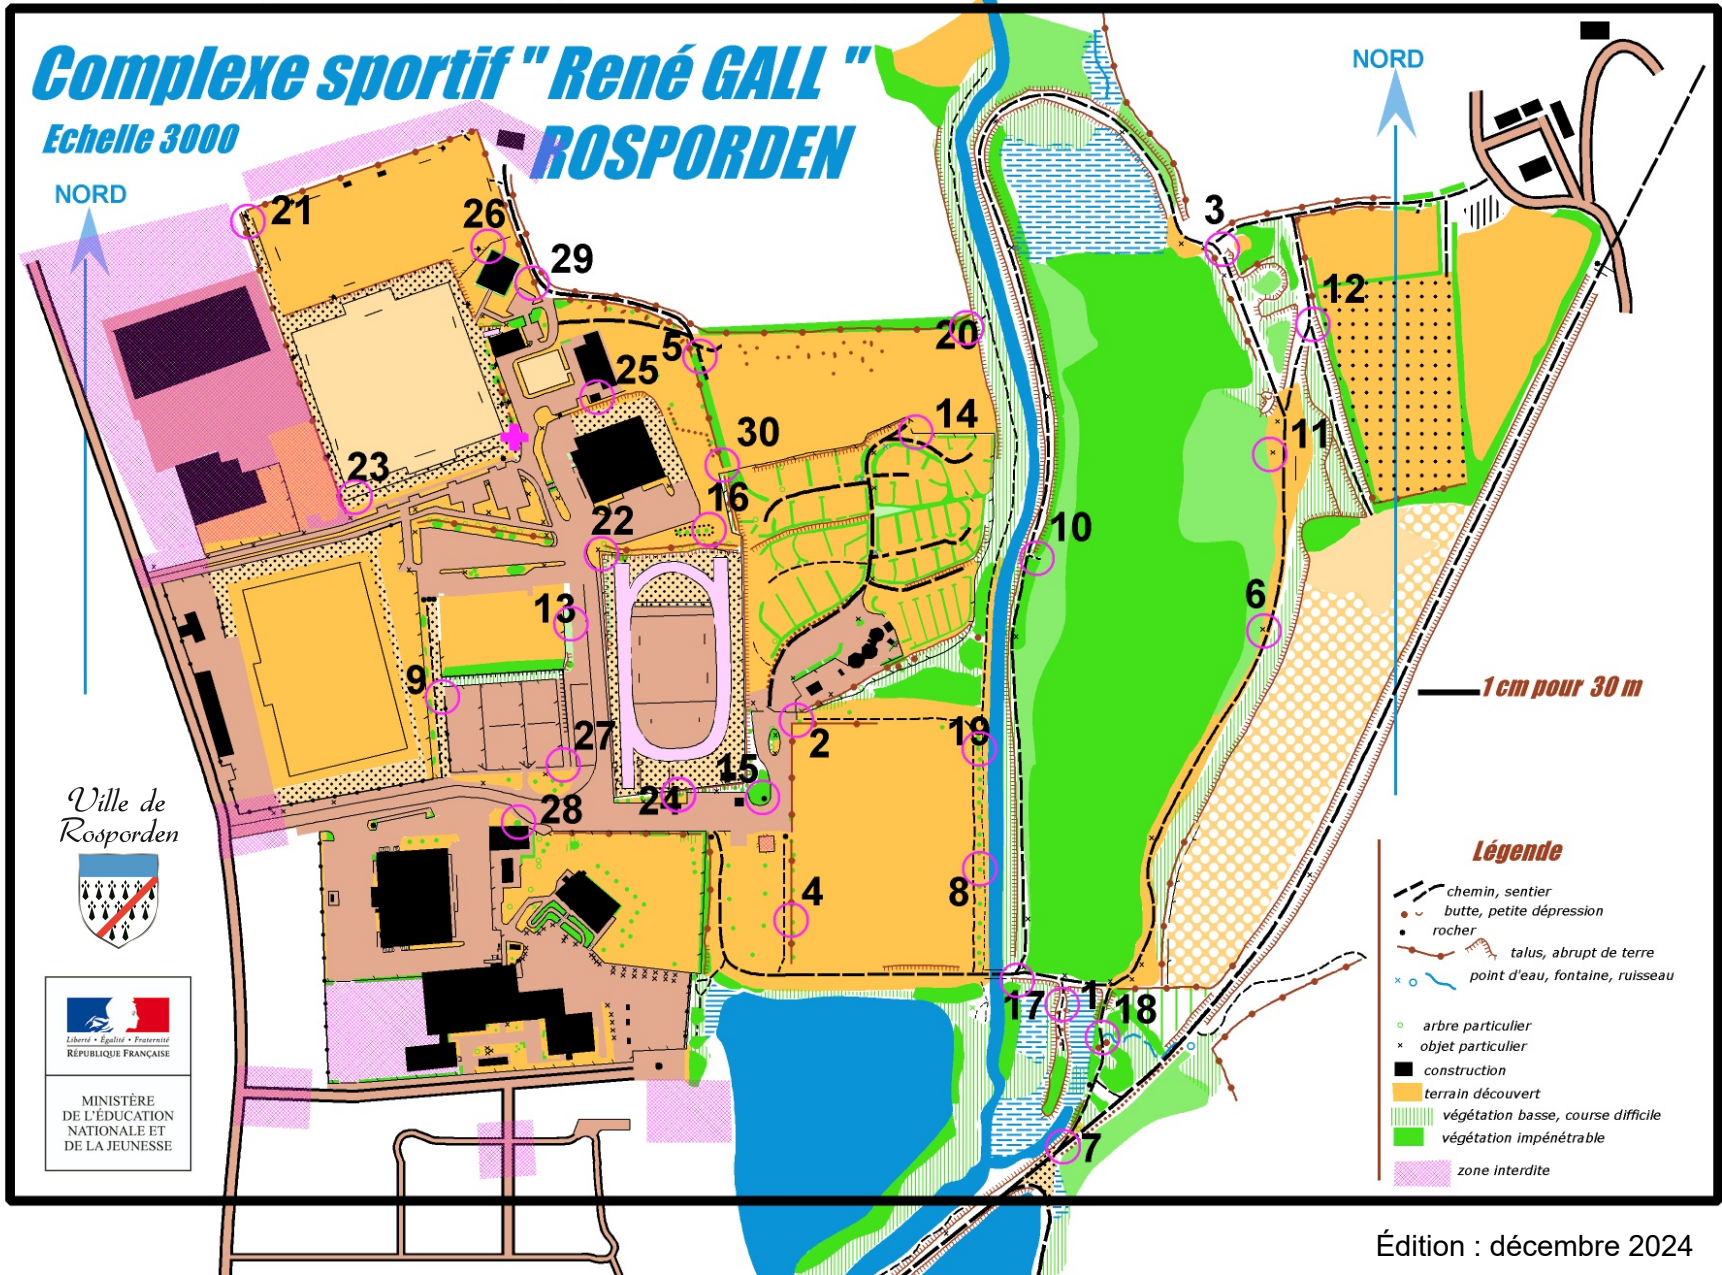 Complexe sportif " René GALL "
ROSPORDEN
Echelle 3000
NORD
NORD
21
26
29
3
12
5
20
25
14
11
30
23
16
22
10
6
13
9
27
2
19
15
24
28
4
8
17
1
18
7
1 cm pour 30 m
Ville de
Rosporden
Liberté • Égalité • Fraternité
RÉPUBLIQUE FRANÇAISE
MINISTÈRE
DE L'ÉDUCATION
NATIONALE ET
DE LA JEUNESSE
Légende
chemin, sentier
butte, petite dépression
rocher
talus, abrupt de terre
point d'eau, fontaine, ruisseau
arbre particulier
objet particulier
construction
terrain découvert
végétation basse, course difficile
végétation impénétrable
zone interdite
Édition : décembre 2024